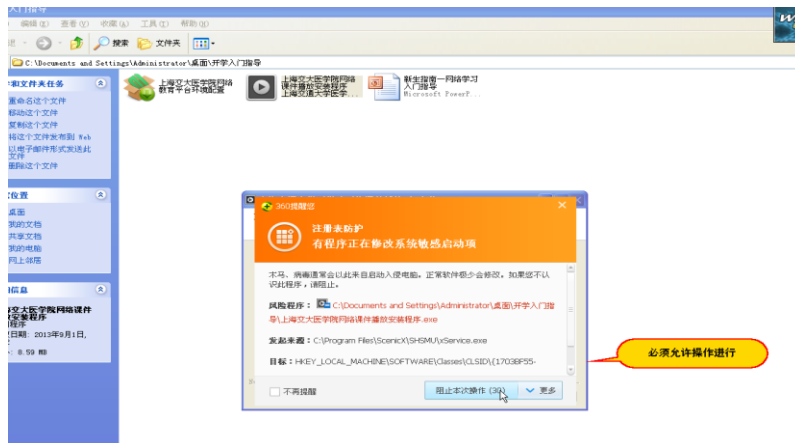 入门指导
编辑(E) 查看(V) 收藏(A) 工具(T) 帮助(H)
搜索 文件夹
C:\Documents and Settings\Administrator\桌面\开学入门指导
和文件夹任务
重命名这个文件
移动这个文件
复制这个文件
将这个文件发布到 Web
以电子邮件形式发送此
文件
删除这个文件
位置
桌面
我的文档
共享文档
我的电脑
网上邻居
信息
交大医学院网络课件
安装程序
程序
日期: 2013年9月1日,
: 8.59 MB
上海交大医学院网络
教育平台环境配置
上海交大医学院网络
课件播放安装程序
上海交通大学医学...
新生指南一网络学习
入门指导
Microsoft PowerP...
360提醒您
注册表防护
有程序正在修改系统敏感启动项
木马、病毒通常会以此来自启动入侵电脑。正常软件很少会修改,如果您不认
识此程序,请阻止。
风险程序: C:\Documents and Settings\Administrator\桌面\开学入门指
导\上海交大医学院网络课件播放安装程序.exe
发起来源:C:\Program Files\ScenicX\SHSMU\xService.exe
目标:HKEY_LOCAL_MACHINE\SOFTWARE\Classes\CLSID\{1703BF55-
不再提醒
阻止本次操作 (30) 更多
必须允许操作进行